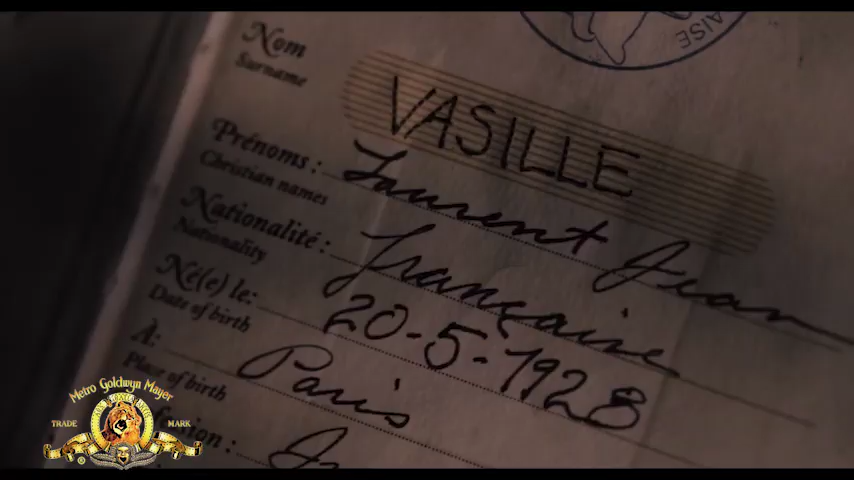 AISE
Nom
Surname
VASILLE
Prénoms : Laurent Jean
Christian names
Nationalité : française
Nationality
Né(e) le: 20-5-1928
Date of birth
À: Paris
Place of birth
Metro Goldwyn Mayer
TRADE MARK